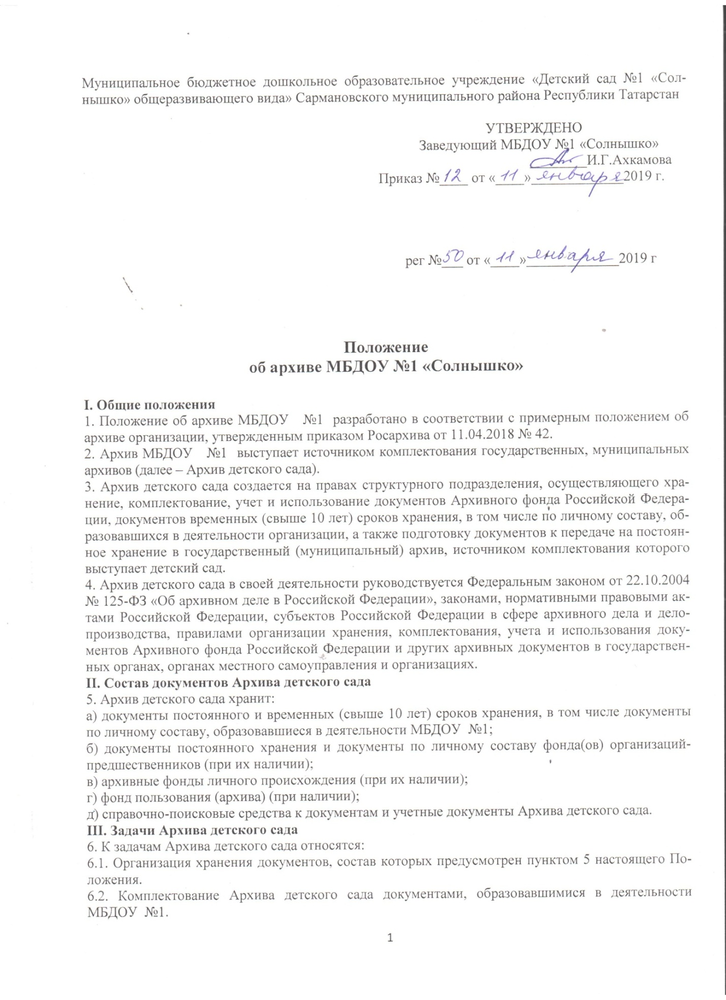 Муниципальное бюджетное дошкольное образовательное учреждение «Детский сад №1 «Сол-
нышко» общеразвивающего вида» Сармановского муниципального района Республики Татарстан
УТВЕРЖДЕНО
Заведующий МБДОУ №1 «Солнышко»
________И.Г.Ахкамова
Приказ № 12 от « 11 » января 2019 г.
рег № 50 от « 11 » января 2019 г
Положение
об архиве МБДОУ №1 «Солнышко»
I. Общие положения
1. Положение об архиве МБДОУ №1 разработано в соответствии с примерным положением об
архиве организации, утвержденным приказом Росархива от 11.04.2018 № 42.
2. Архив МБДОУ №1 выступает источником комплектования государственных, муниципальных
архивов (далее – Архив детского сада).
3. Архив детского сада создается на правах структурного подразделения, осуществляющего хра-
нение, комплектование, учет и использование документов Архивного фонда Российской Федера-
ции, документов временных (свыше 10 лет) сроков хранения, в том числе по личному составу, об-
разовавшихся в деятельности организации, а также подготовку документов к передаче на постоян-
ное хранение в государственный (муниципальный) архив, источником комплектования которого
выступает детский сад.
4. Архив детского сада в своей деятельности руководствуется Федеральным законом от 22.10.2004
№ 125-ФЗ «Об архивном деле в Российской Федерации», законами, нормативными правовыми ак-
тами Российской Федерации, субъектов Российской Федерации в сфере архивного дела и дело-
производства, правилами организации хранения, комплектования, учета и использования доку-
ментов Архивного фонда Российской Федерации и других архивных документов в государствен-
ных органах, органах местного самоуправления и организациях.
II. Состав документов Архива детского сада
5. Архив детского сада хранит:
а) документы постоянного и временных (свыше 10 лет) сроков хранения, в том числе документы
по личному составу, образовавшиеся в деятельности МБДОУ №1;
б) документы постоянного хранения и документы по личному составу фонда(ов) организаций-
предшественников (при их наличии);
в) архивные фонды личного происхождения (при их наличии);
г) фонд пользования (архива) (при наличии);
д) справочно-поисковые средства к документам и учетные документы Архива детского сада.
III. Задачи Архива детского сада
6. К задачам Архива детского сада относятся:
6.1. Организация хранения документов, состав которых предусмотрен пунктом 5 настоящего По-
ложения.
6.2. Комплектование Архива детского сада документами, образовавшимися в деятельности
МБДОУ №1.
1